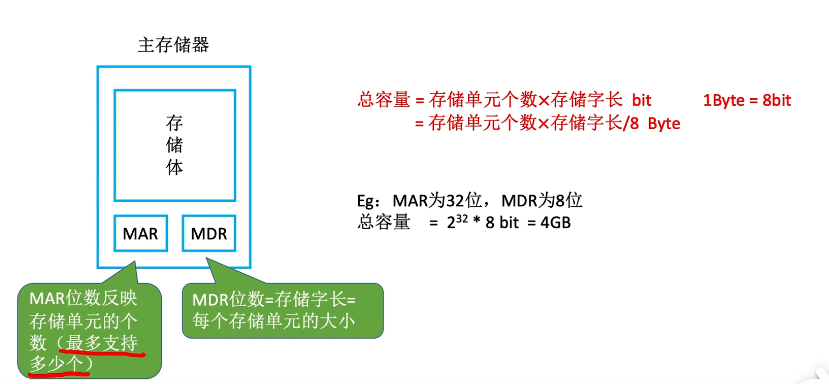 主存储器
存
储
体
MAR
MDR
MAR位数反映
存储单元的个
数（最多支持
多少个）
MDR位数=存储字长=
每个存储单元的大小
总容量 = 存储单元个数×存储字长 bit 1Byte = 8bit
= 存储单元个数×存储字长/8 Byte
Eg：MAR为32位，MDR为8位
总容量 = 2³² * 8 bit = 4GB